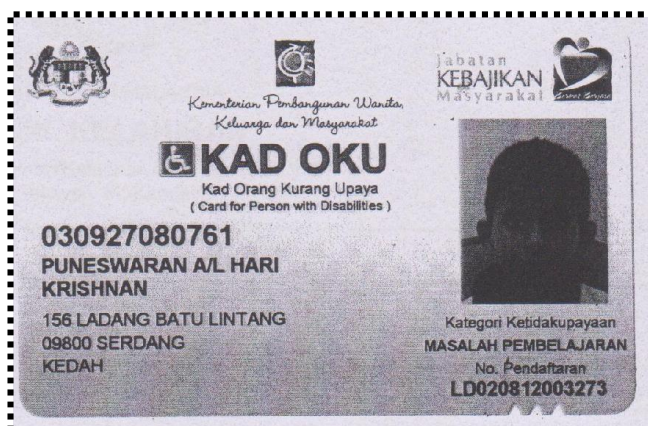 Kementerian Pembangunan Wanita,
Keluarga dan Masyarakat
jabatan
KEBAJIKAN
Masyarakat
KAD OKU
Kad Orang Kurang Upaya
( Card for Person with Disabilities )
030927080761
PUNESWARAN A/L HARI
KRISHNAN
156 LADANG BATU LINTANG
09800 SERDANG
KEDAH
Kategori Ketidakupayaan
MASALAH PEMBELAJARAN
No. Pendaftaran
LD020812003273